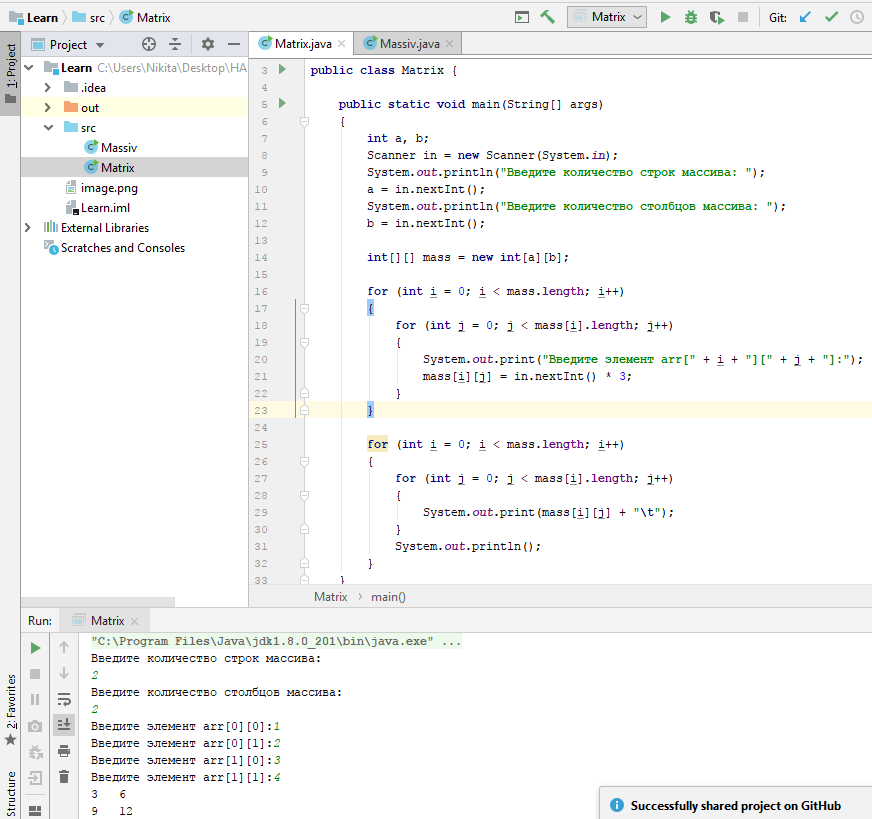 Learn src Matrix Matrix Git:
Project Matrix.java Massiv.java
1: Project
Learn C:\Users\Nikita\Desktop\HA
.idea
out
src
Massiv
Matrix
image.png
Learn.iml
External Libraries
Scratches and Consoles
3 public class Matrix {
4
5 public static void main(String[] args)
6 {
7 int a, b;
8 Scanner in = new Scanner(System.in);
9 System.out.println("Введите количество строк массива: ");
10 a = in.nextInt();
11 System.out.println("Введите количество столбцов массива: ");
12 b = in.nextInt();
13
14 int[][] mass = new int[a][b];
15
16 for (int i = 0; i < mass.length; i++)
17 {
18 for (int j = 0; j < mass[i].length; j++)
19 {
20 System.out.print("Введите элемент arr[" + i + "][" + j + "]:");
21 mass[i][j] = in.nextInt() * 3;
22 }
23 }
24
25 for (int i = 0; i < mass.length; i++)
26 {
27 for (int j = 0; j < mass[i].length; j++)
28 {
29 System.out.print(mass[i][j] + "\t");
30 }
31 System.out.println();
32 }
33 }
Matrix main()
Run: Matrix
"C:\Program Files\Java\jdk1.8.0_201\bin\java.exe" ...
Введите количество строк массива:
2
Введите количество столбцов массива:
2
Введите элемент arr[0][0]:1
Введите элемент arr[0][1]:2
Введите элемент arr[1][0]:3
Введите элемент arr[1][1]:4
3 6
9 12
2: Favorites
Structure
Successfully shared project on GitHub